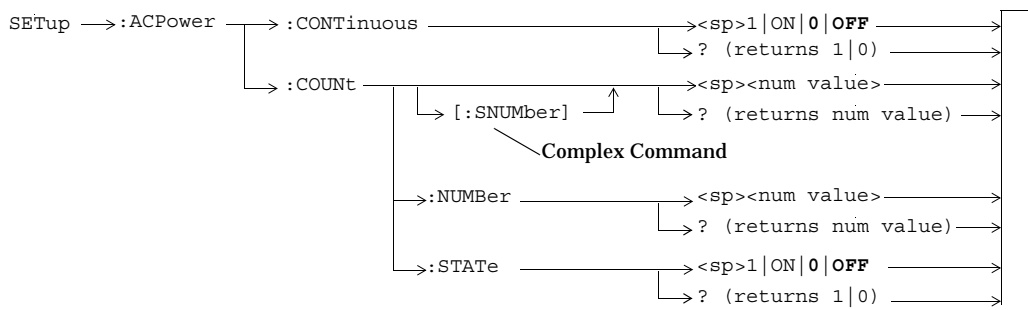 SETup :ACPower :CONTinuous <sp>1|ON|0|OFF
? (returns 1|0)
:COUNt <sp><num value>
[:SNUMber] ? (returns num value)
Complex Command
:NUMBer <sp><num value>
? (returns num value)
:STATe <sp>1|ON|0|OFF
? (returns 1|0)